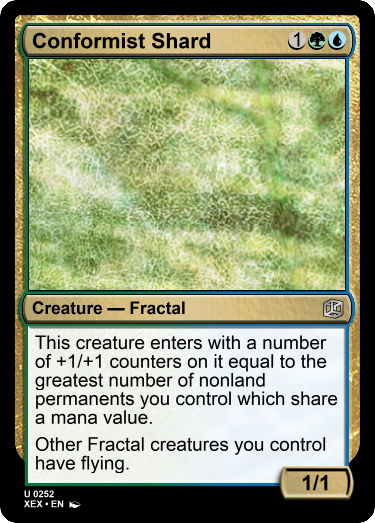 Conformist Shard 1
Creature — Fractal
This creature enters with a number
of +1/+1 counters on it equal to the
greatest number of nonland
permanents you control which share
a mana value.
Other Fractal creatures you control
have flying.
1/1
U 0252
XEX • EN